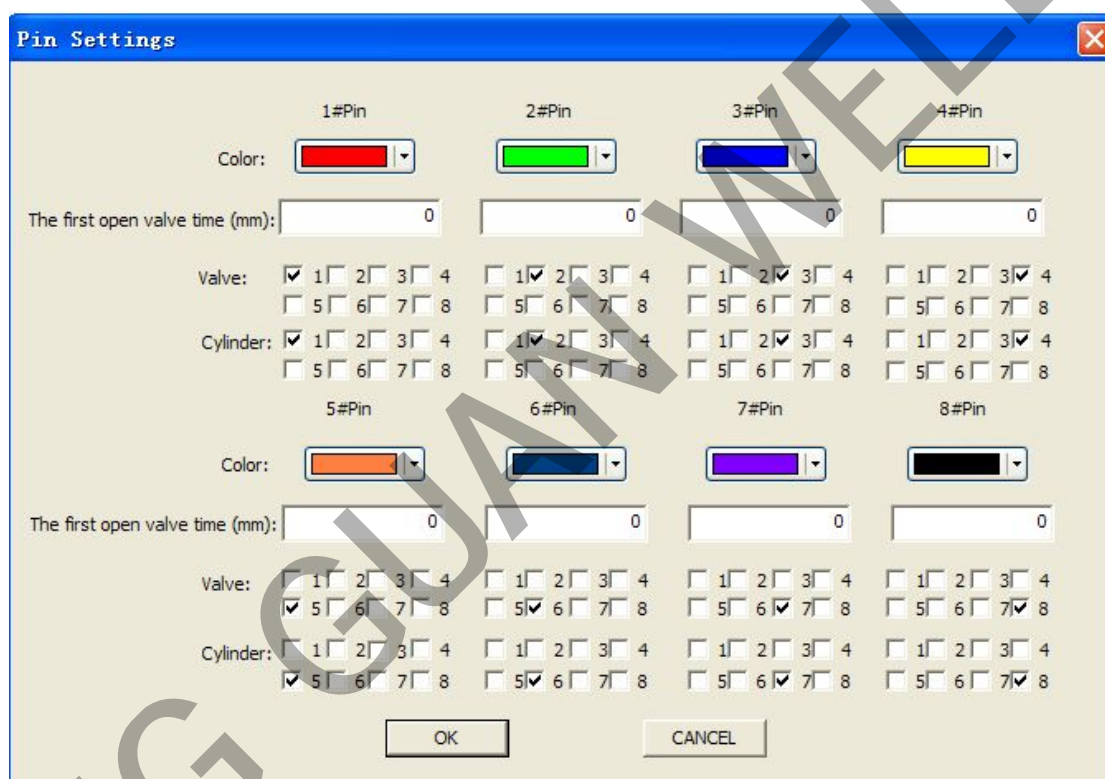 Pin Settings
1#Pin 2#Pin 3#Pin 4#Pin
Color:
The first open valve time (mm): 0 0 0 0
Valve: 1 2 3 4 1 2 3 4 1 2 3 4 1 2 3 4
5 6 7 8 5 6 7 8 5 6 7 8 5 6 7 8
Cylinder: 1 2 3 4 1 2 3 4 1 2 3 4 1 2 3 4
5 6 7 8 5 6 7 8 5 6 7 8 5 6 7 8
5#Pin 6#Pin 7#Pin 8#Pin
Color:
The first open valve time (mm): 0 0 0 0
Valve: 1 2 3 4 1 2 3 4 1 2 3 4 1 2 3 4
5 6 7 8 5 6 7 8 5 6 7 8 5 6 7 8
Cylinder: 1 2 3 4 1 2 3 4 1 2 3 4 1 2 3 4
5 6 7 8 5 6 7 8 5 6 7 8 5 6 7 8
OK CANCEL
G GUAN WEL